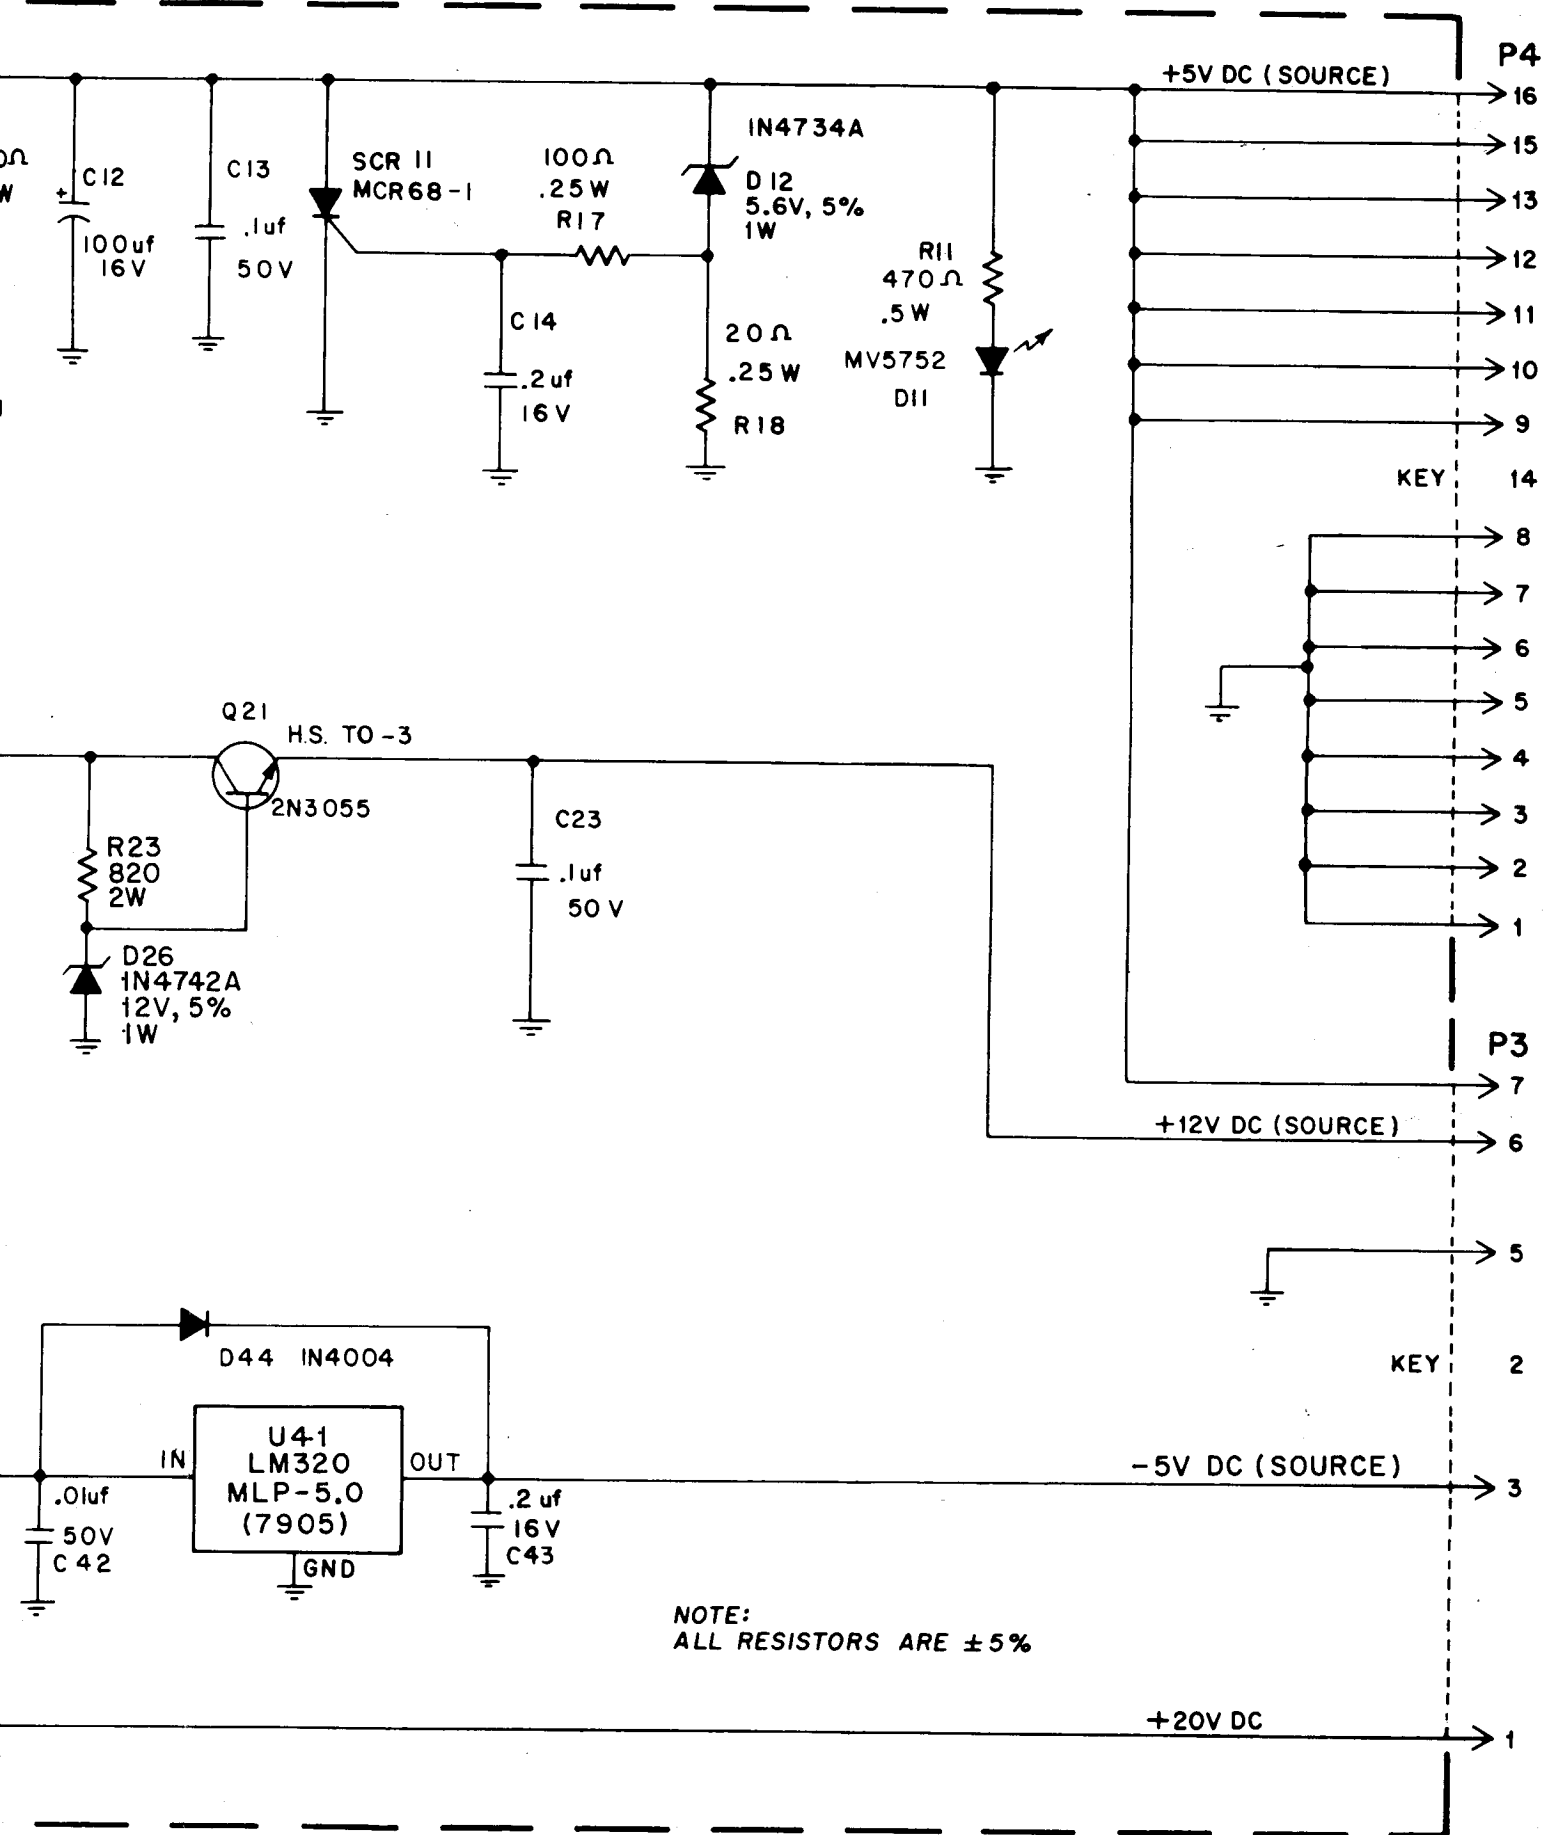 P4
+5V DC (SOURCE)
16
15
13
12
11
10
9
KEY 14
8
7
6
5
4
3
2
1
C12
100uf
16V
+
C13
.1uf
50V
SCR 11
MCR68-1
100Ω
.25W
R17
1N4734A
D12
5.6V, 5%
1W
C14
.2uf
16V
20Ω
.25W
R18
R11
470Ω
.5W
MV5752
D11
Q21
H.S. TO-3
2N3055
R23
820
2W
D26
1N4742A
12V, 5%
1W
C23
.1uf
50V
P3
7
+12V DC (SOURCE)
6
5
KEY 2
D44 IN4004
IN
U41
LM320
MLP-5.0
(7905)
OUT
GND
.01uf
50V
C42
.2uf
16V
C43
-5V DC (SOURCE)
3
NOTE:
ALL RESISTORS ARE ±5%
+20V DC
1